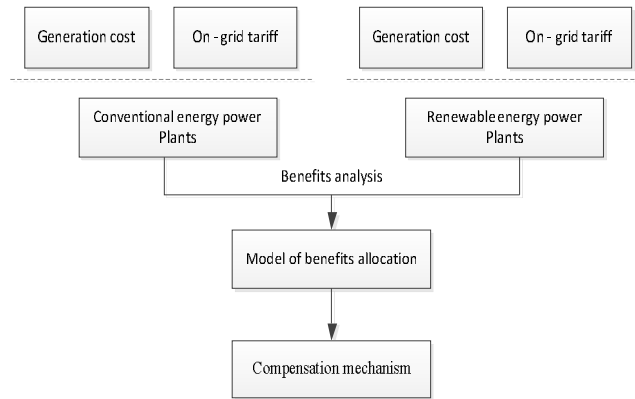 Generation cost
On - grid tariff
Generation cost
On - grid tariff
Conventional energy power
Plants
Renewable energy power
Plants
Benefits analysis
Model of benefits allocation
Compensation mechanism